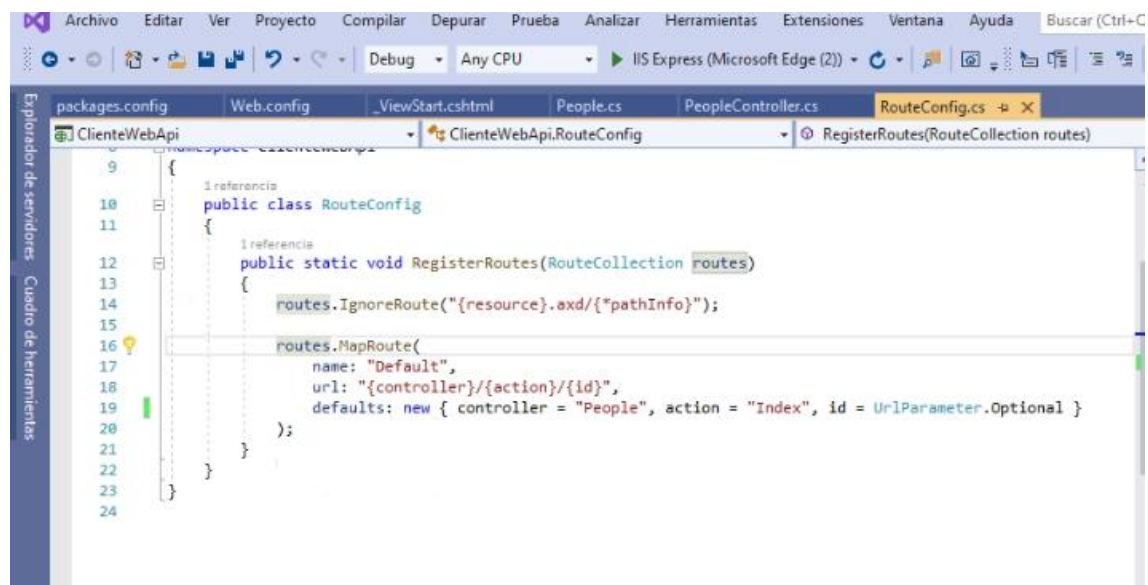 Archivo Editar Ver Proyecto Compilar Depurar Prueba Analizar Herramientas Extensiones Ventana Ayuda Buscar (Ctrl+Q
Debug Any CPU IIS Express (Microsoft Edge (2))
Explorador de servidores
Cuadro de herramientas
packages.config Web.config _ViewStart.cshtml People.cs PeopleController.cs RouteConfig.cs
ClienteWebApi ClienteWebApi.RouteConfig RegisterRoutes(RouteCollection routes)
8 namespace ClienteWebApi
9 {
1 referencia
10 public class RouteConfig
11 {
1 referencia
12 public static void RegisterRoutes(RouteCollection routes)
13 {
14 routes.IgnoreRoute("{resource}.axd/{*pathInfo}");
15
16 routes.MapRoute(
17 name: "Default",
18 url: "{controller}/{action}/{id}",
19 defaults: new { controller = "People", action = "Index", id = UrlParameter.Optional }
20 );
21 }
22 }
23 }
24